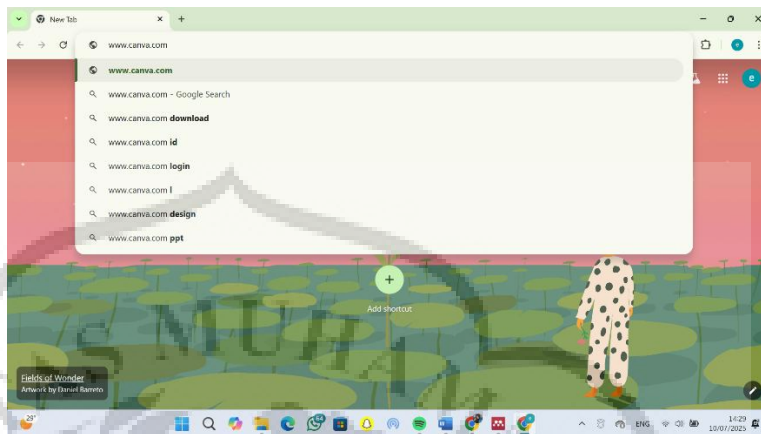 New Tab
www.canva.com
www.canva.com
www.canva.com - Google Search
www.canva.com download
www.canva.com id
www.canva.com login
www.canva.com l
www.canva.com design
www.canva.com ppt
Add shortcut
MUHA
Fields of Wonder
Artwork by Daniel Barreto
28°
ENG
14:29
10/07/2025